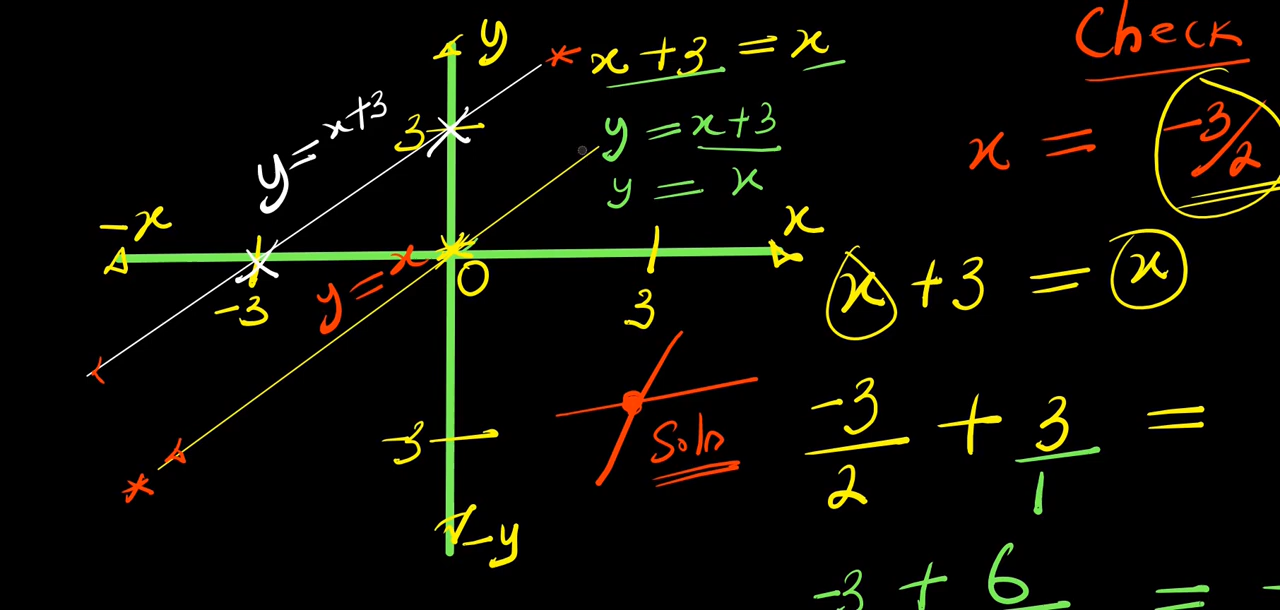 y
x + 3 = x
y = x+3
3
y = x+3
y = x
-x
x
-3
y = x
0
3
-3
Soln
-y
Check
x = -3/2
x + 3 = x
-3/2 + 3/1 =
-3 + 6 =